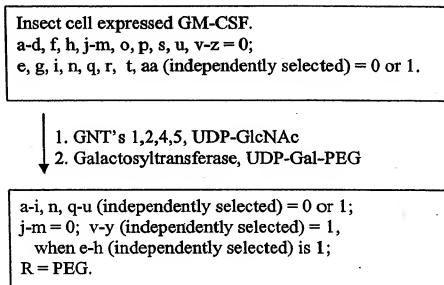 Insect cell expressed GM-CSF.
a-d, f, h, j-m, o, p, s, u, v-z = 0;
e, g, i, n, q, r, t, aa (independently selected) = 0 or 1.
1. GNT's 1,2,4,5, UDP-GlcNAc
2. Galactosyltransferase, UDP-Gal-PEG
a-i, n, q-u (independently selected) = 0 or 1;
j-m = 0; v-y (independently selected) = 1,
when e-h (independently selected) is 1;
R = PEG.